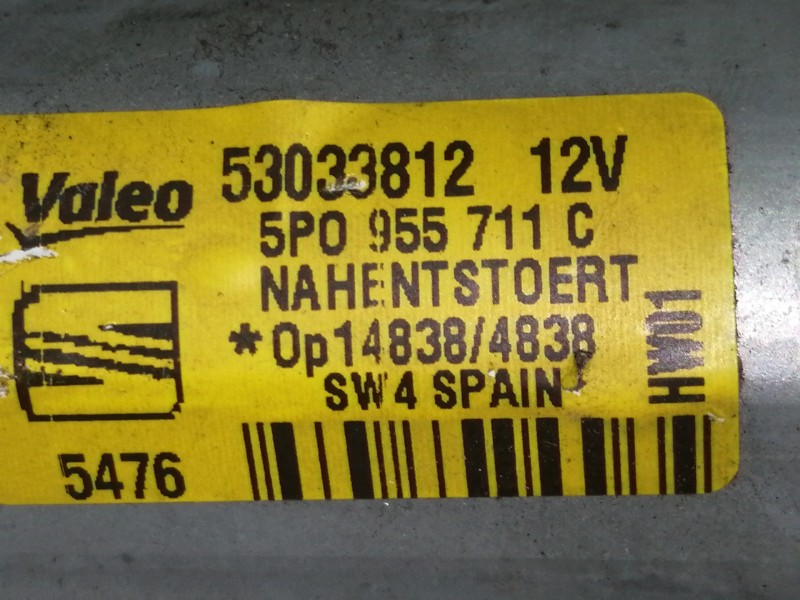 Valeo
53033812 12V
5P0 955 711 C
NAHENTSTOERT
*Op14838/4838
SW4 SPAIN
HW01
5476